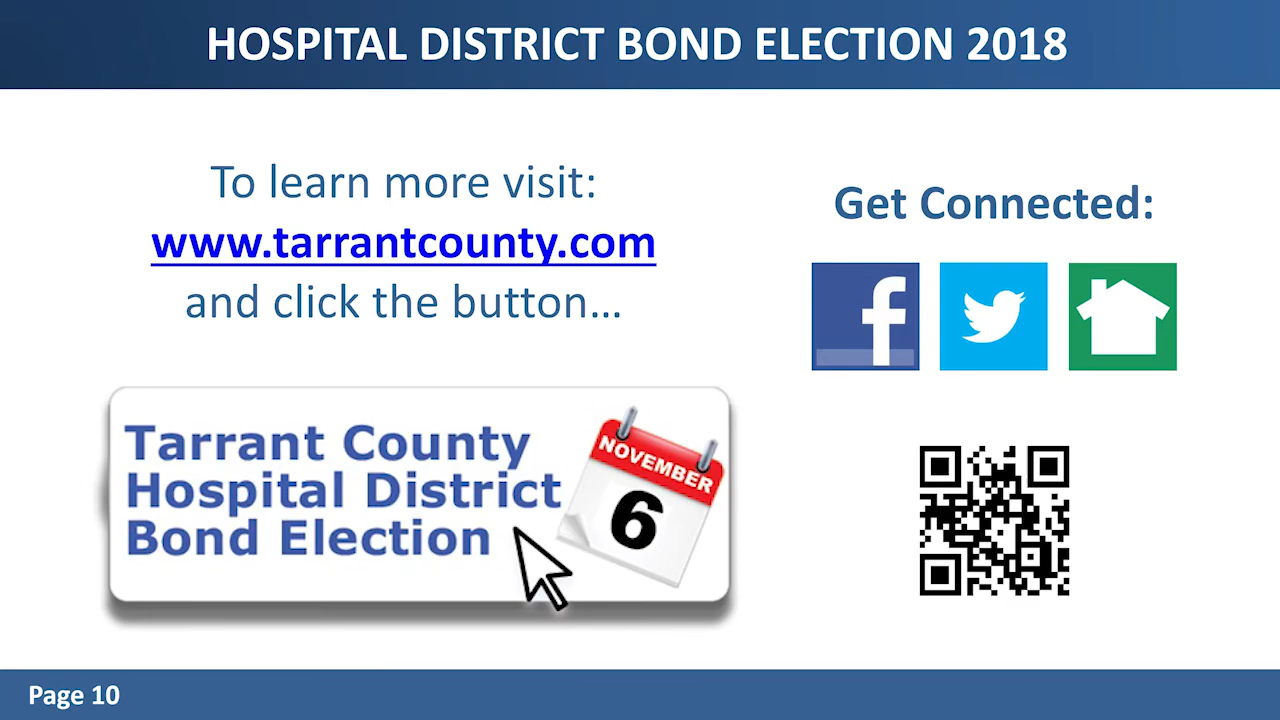 HOSPITAL DISTRICT BOND ELECTION 2018
To learn more visit:
www.tarrantcounty.com
and click the button…
Get Connected:
Tarrant County
Hospital District
Bond Election
NOVEMBER
6
Page 10